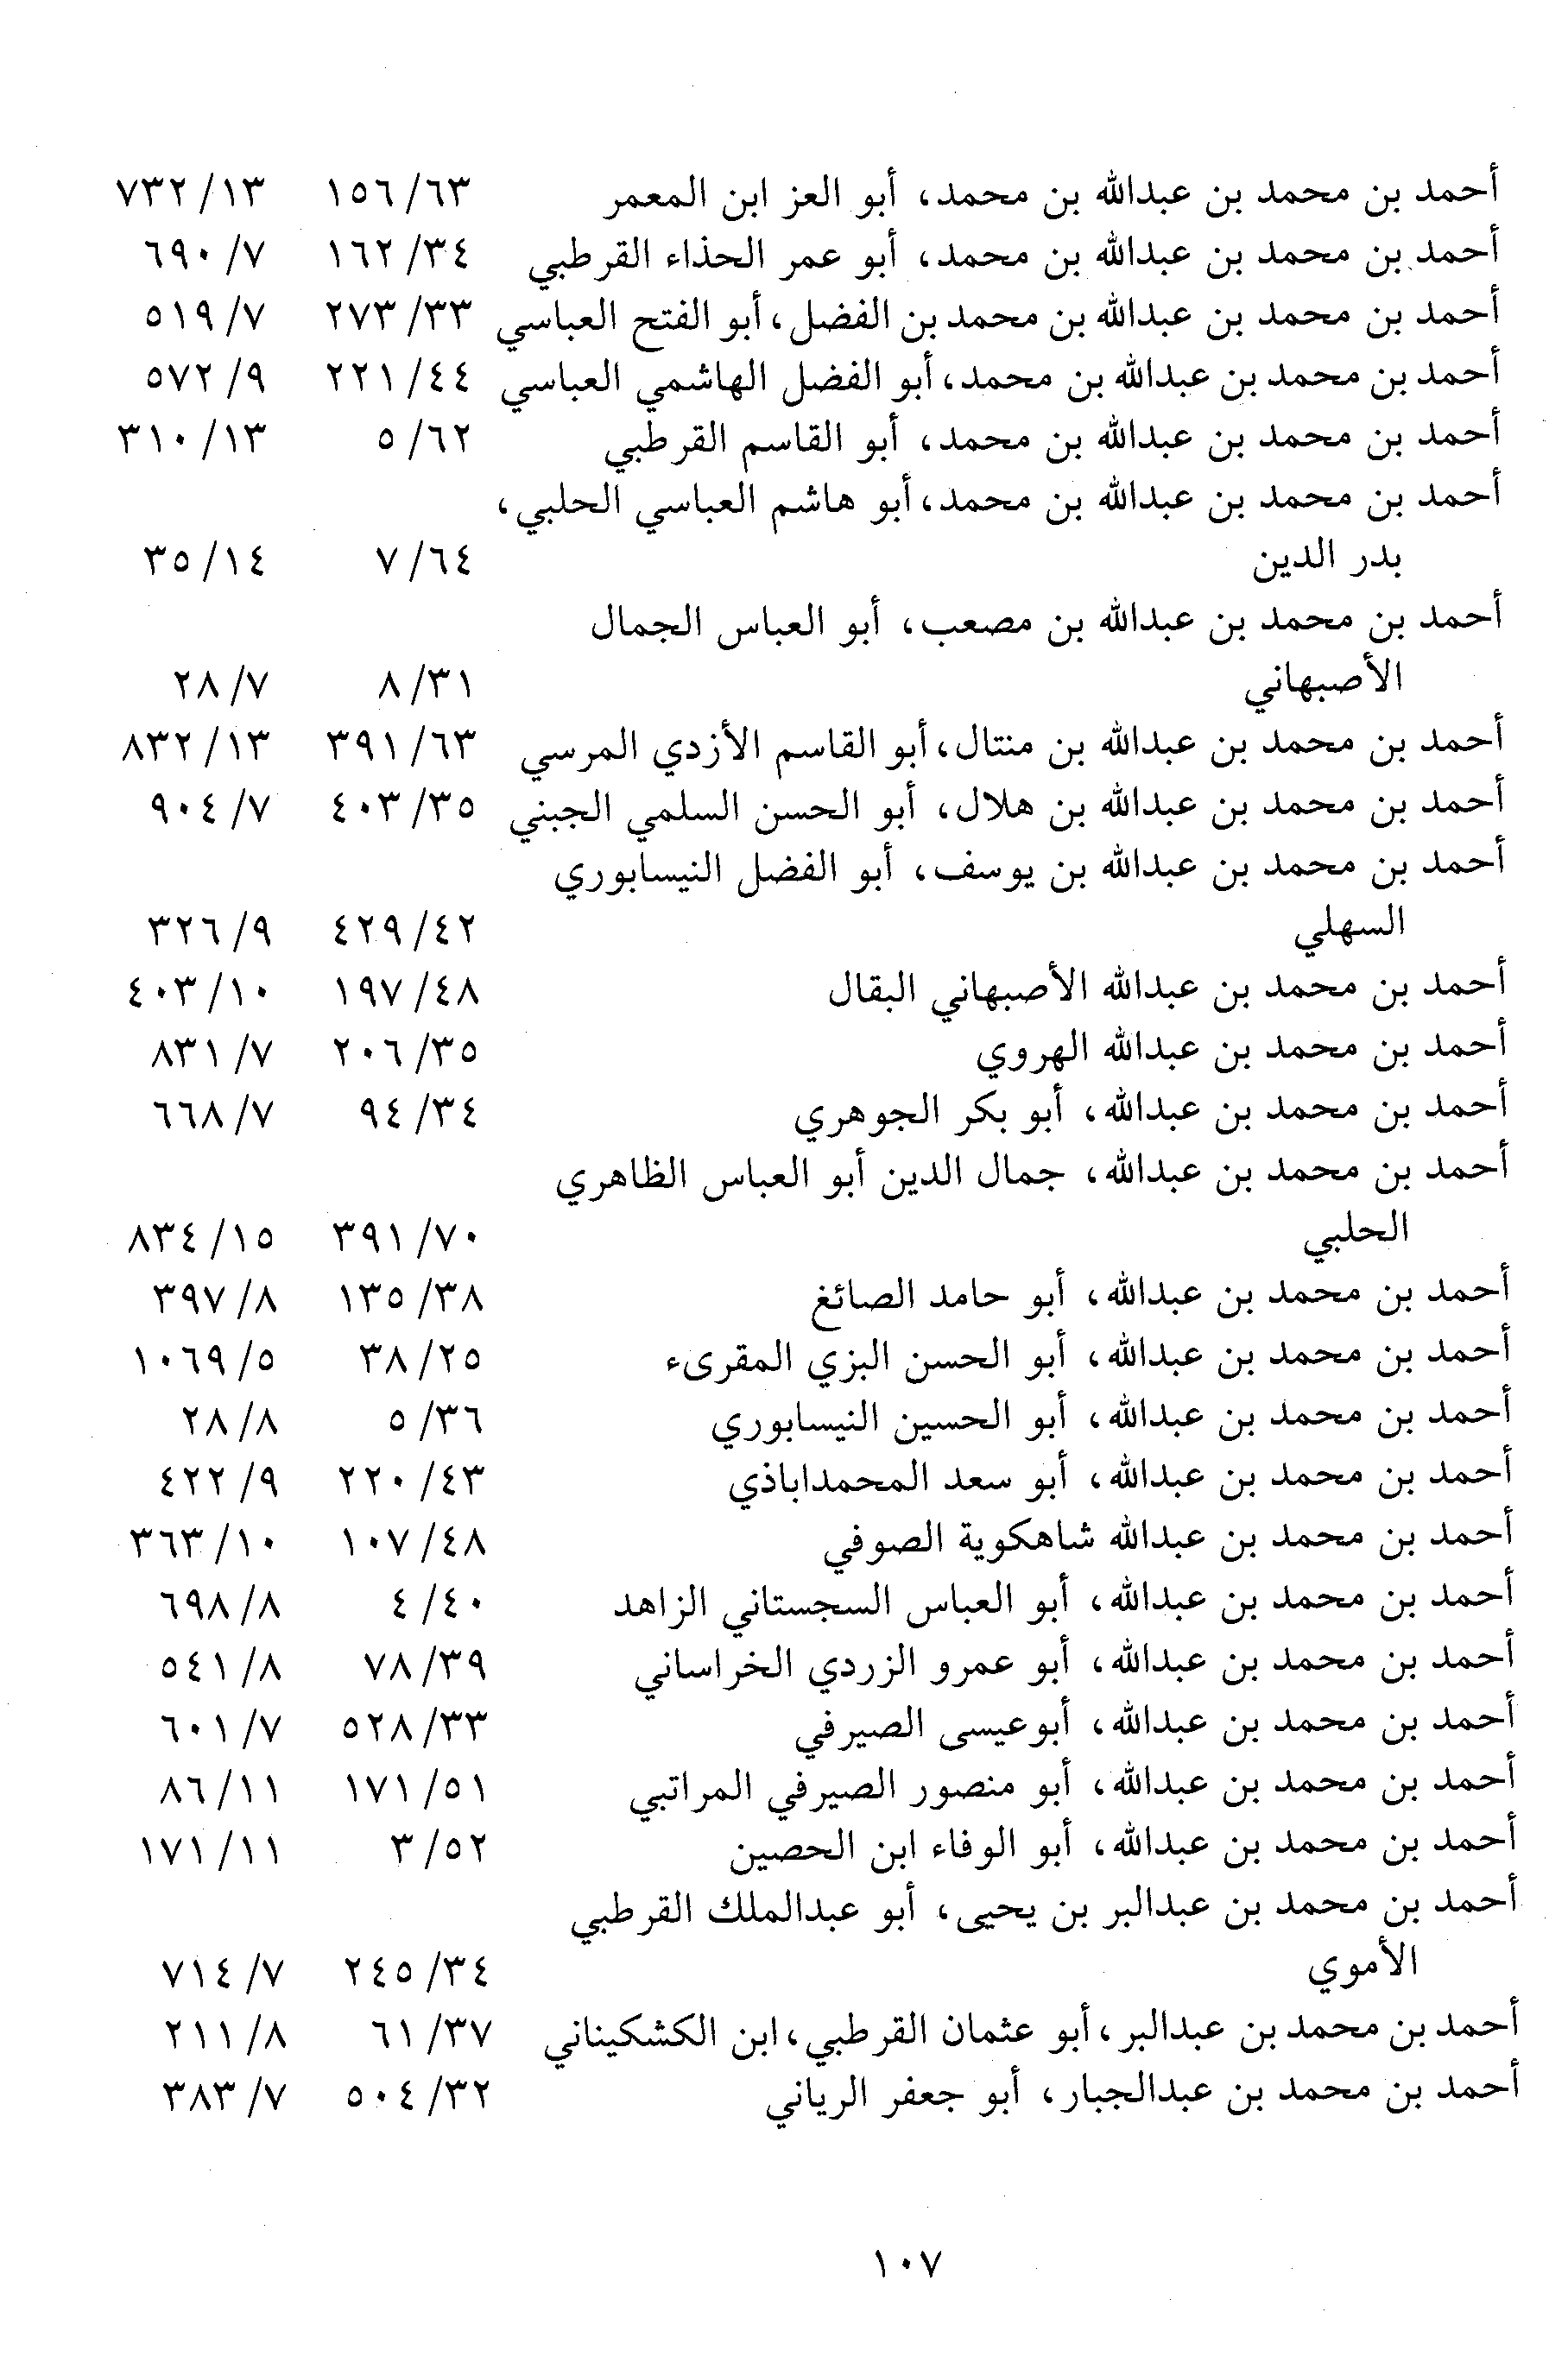 أحمد بن محمد بن عبدالله بن محمد، أبو العز ابن المعمر ٦٣/ ١٥٦ ١٣/ ٧٣٢
أحمد بن محمد بن عبدالله بن محمد، أبو عمر الحذاء القرطبي ٣٤/ ١٦٢ ٧/ ٦٩٠
أحمد بن محمد بن عبدالله بن محمد بن الفضل، أبو الفتح العباسي ٣٣/ ٢٧٣ ٧/ ٥١٩
أحمد بن محمد بن عبدالله بن محمد، أبو الفضل الهاشمي العباسي ٤٤/ ٢٢١ ٩/ ٥٧٢
أحمد بن محمد بن عبدالله بن محمد، أبو القاسم القرطبي ٦٢/ ٥ ١٣/ ٣١٠
أحمد بن محمد بن عبدالله بن محمد، أبو هاشم العباسي الحلبي،
بدر الدين ٦٤/ ٧ ١٤/ ٣٥
أحمد بن محمد بن عبدالله بن مصعب، أبو العباس الجمال
الأصبهاني ٣١/ ٨ ٧/ ٢٨
أحمد بن محمد بن عبدالله بن منتال، أبو القاسم الأزدي المرسي ٦٣/ ٣٩١ ١٣/ ٨٣٢
أحمد بن محمد بن عبدالله بن هلال، أبو الحسن السلمي الجبني ٣٥/ ٤٠٣ ٧/ ٩٠٤
أحمد بن محمد بن عبدالله بن يوسف، أبو الفضل النيسابوري
السهلي ٤٢/ ٤٢٩ ٩/ ٣٢٦
أحمد بن محمد بن عبدالله الأصبهاني البقال ٤٨/ ١٩٧ ١٠/ ٤٠٣
أحمد بن محمد بن عبدالله الهروي ٣٥/ ٢٠٦ ٧/ ٨٣١
أحمد بن محمد بن عبدالله، أبو بكر الجوهري ٣٤/ ٩٤ ٧/ ٦٦٨
أحمد بن محمد بن عبدالله، جمال الدين أبو العباس الظاهري
الحلبي ٧٠/ ٣٩١ ١٥/ ٨٣٤
أحمد بن محمد بن عبدالله، أبو حامد الصائغ ٣٨/ ١٣٥ ٨/ ٣٩٧
أحمد بن محمد بن عبدالله، أبو الحسن البزي المقرىء ٢٥/ ٣٨ ٥/ ١٠٦٩
أحمد بن محمد بن عبدالله، أبو الحسين النيسابوري ٣٦/ ٥ ٨/ ٢٨
أحمد بن محمد بن عبدالله، أبو سعد المحمداباذي ٤٣/ ٢٢٠ ٩/ ٤٢٢
أحمد بن محمد بن عبدالله شاهكوية الصوفي ٤٨/ ١٠٧ ١٠/ ٣٦٣
أحمد بن محمد بن عبدالله، أبو العباس السجستاني الزاهد ٤٠/ ٤ ٨/ ٦٩٨
أحمد بن محمد بن عبدالله، أبو عمرو الزردي الخراساني ٣٩/ ٧٨ ٨/ ٥٤١
أحمد بن محمد بن عبدالله، أبوعيسى الصيرفي ٣٣/ ٥٢٨ ٧/ ٦٠١
أحمد بن محمد بن عبدالله، أبو منصور الصيرفي المراتبي ٥١/ ١٧١ ١١/ ٨٦
أحمد بن محمد بن عبدالله، أبو الوفاء ابن الحصين ٥٢/ ٣ ١١/ ١٧١
أحمد بن محمد بن عبدالبر بن يحيى، أبو عبدالملك القرطبي
الأموي ٣٤/ ٢٤٥ ٧/ ٧١٤
أحمد بن محمد بن عبدالبر، أبو عثمان القرطبي، ابن الكشكيناني ٣٧/ ٦١ ٨/ ٢١١
أحمد بن محمد بن عبدالجبار، أبو جعفر الرياني ٣٢/ ٥٠٤ ٧/ ٣٨٣
١٠٧